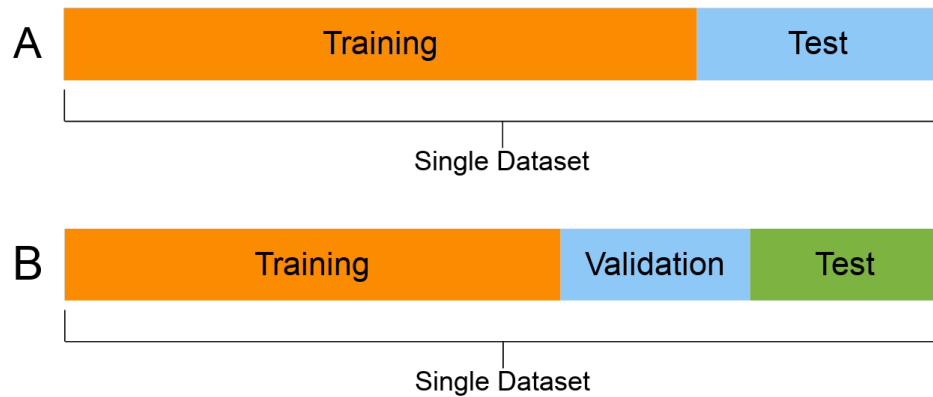 A Training Test
Single Dataset
B Training Validation Test
Single Dataset